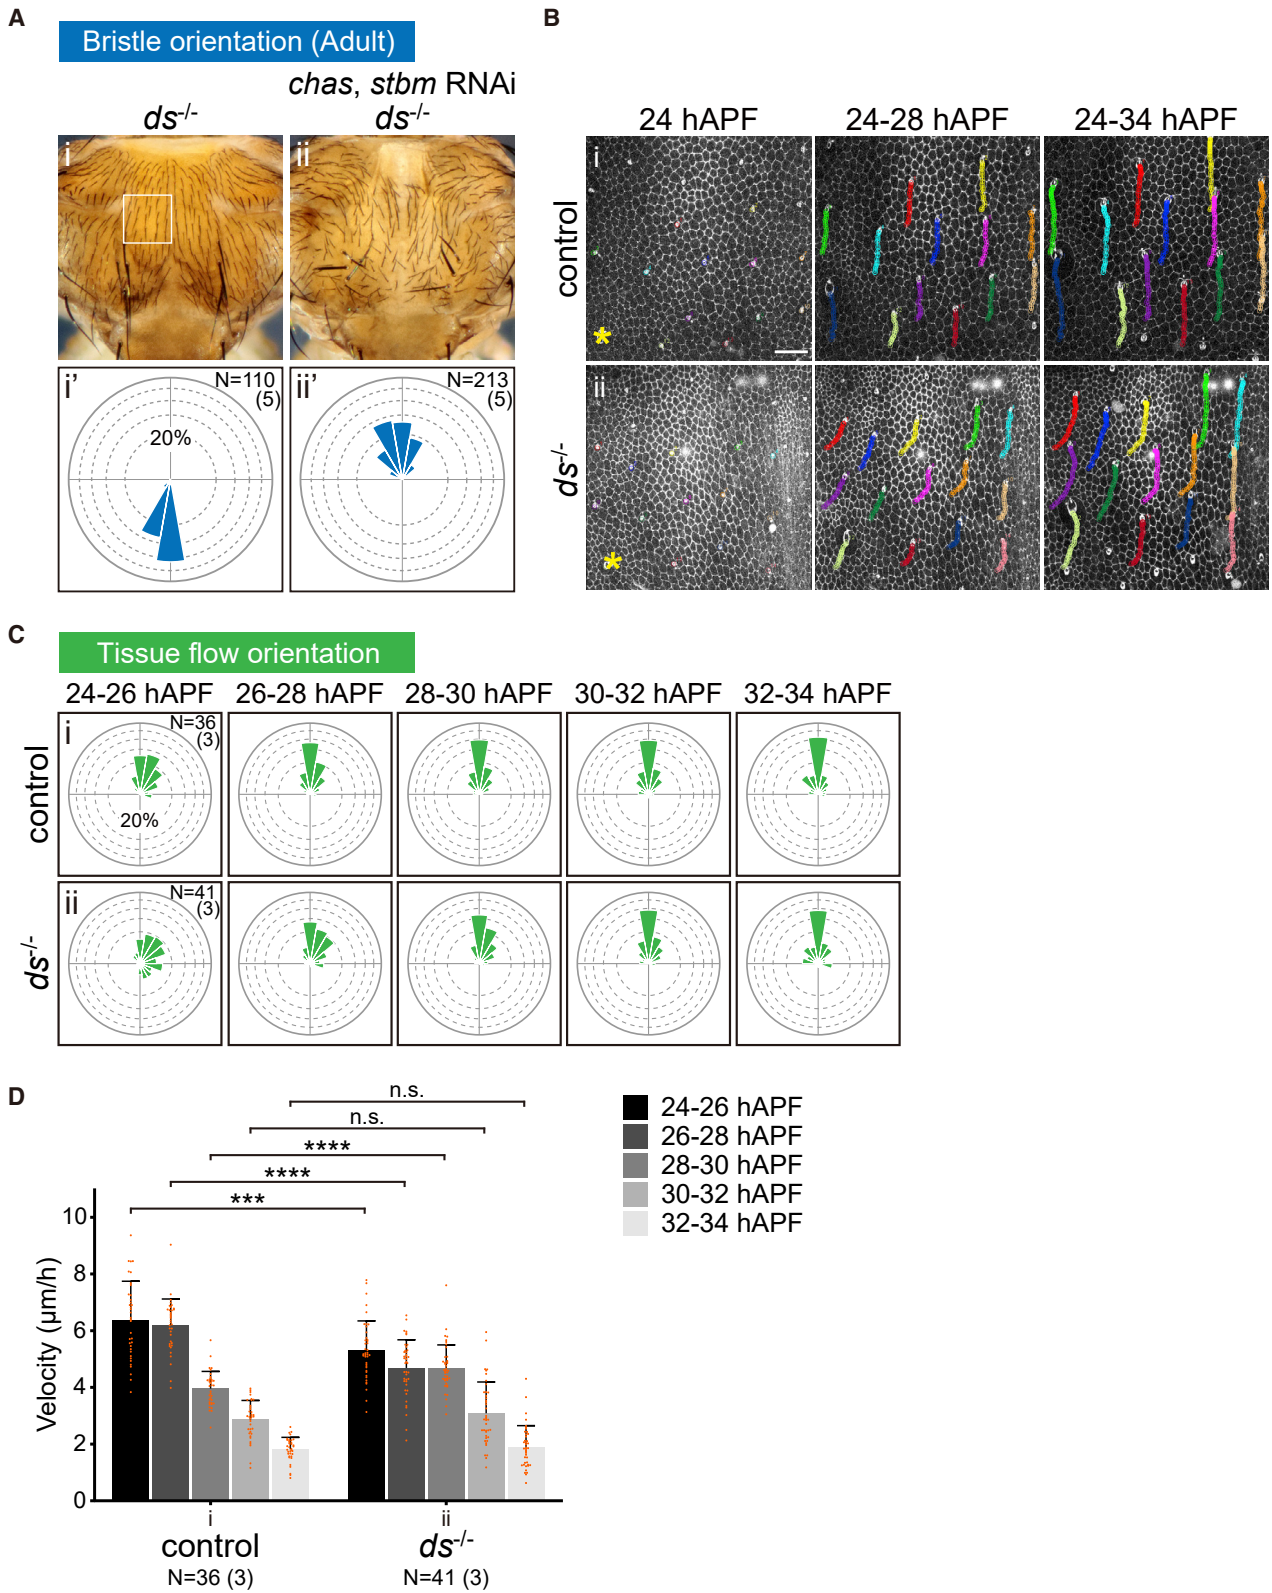 A
Bristle orientation (Adult)
chas, stbm RNAi
ds-/-
ds-/-
i
ii
i'
N=110
(5)
20%
ii'
N=213
(5)
B
24 hAPF
24-28 hAPF
24-34 hAPF
control
i
*
ds-/-
ii
*
C
Tissue flow orientation
24-26 hAPF
26-28 hAPF
28-30 hAPF
30-32 hAPF
32-34 hAPF
control
i
N=36
(3)
20%
ds-/-
ii
N=41
(3)
D
n.s.
n.s.
****
****
***
24-26 hAPF
26-28 hAPF
28-30 hAPF
30-32 hAPF
32-34 hAPF
Velocity (µm/h)
10
8
6
4
2
0
i
ii
control
ds-/-
N=36 (3)
N=41 (3)